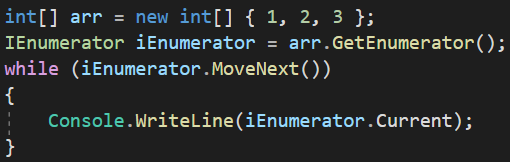 int[] arr = new int[] { 1, 2, 3 };
IEnumerator iEnumerator = arr.GetEnumerator();
while (iEnumerator.MoveNext())
{
    Console.WriteLine(iEnumerator.Current);
}